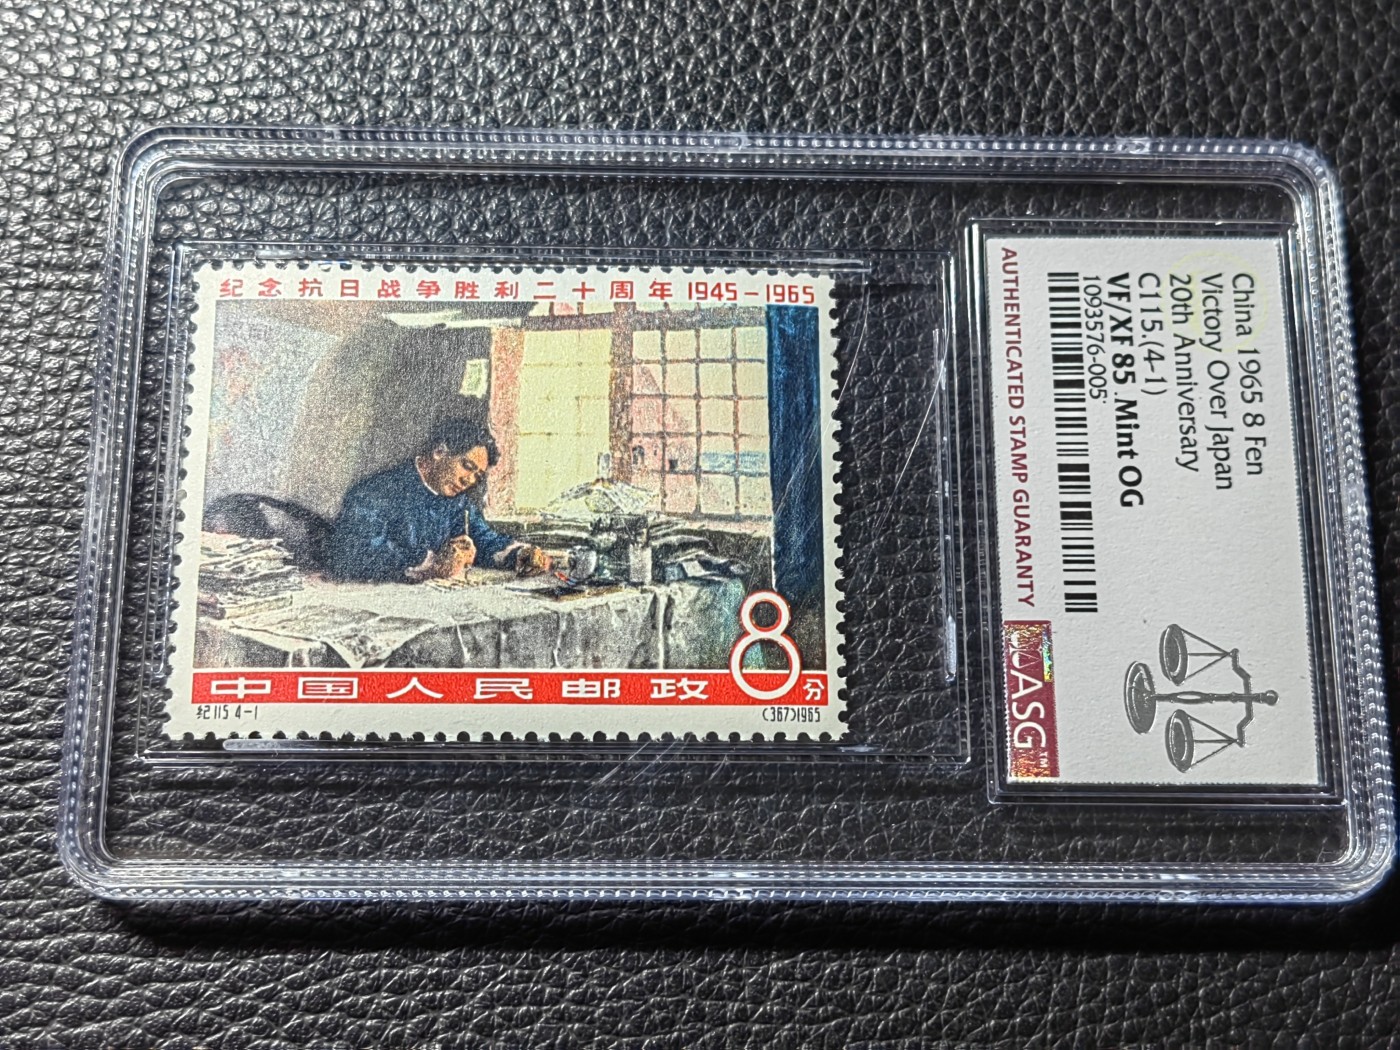 纪念抗日战争胜利二十周年 1945-1965
中国人民邮政
8分
纪115 4-1
(367)1965
China 1965 8 Fen
Victory Over Japan
20th Anniversary
C115.(4-1)
VF/XF 85 .Mint OG
1093576-005
AUTHENTICATED STAMP GUARANTY
ASG™